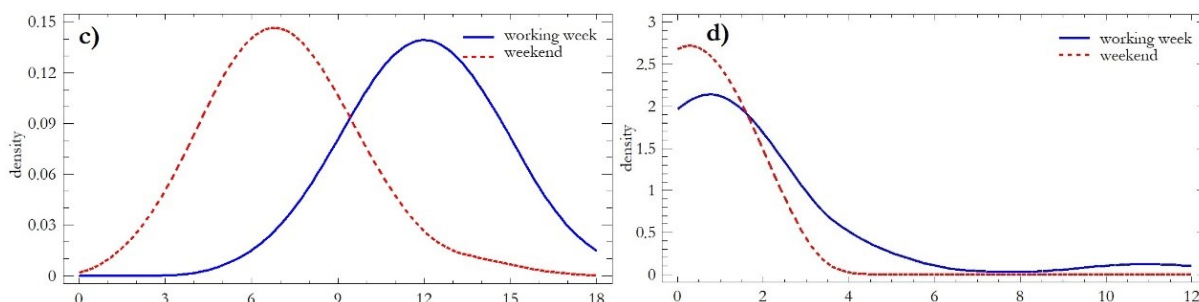 c)
working week
weekend
0.15
0.12
0.09
0.06
0.03
0
density
0 3 6 9 12 15 18
d)
working week
weekend
3
2.5
2
1.5
1
0.5
0
density
0 2 4 6 8 10 12